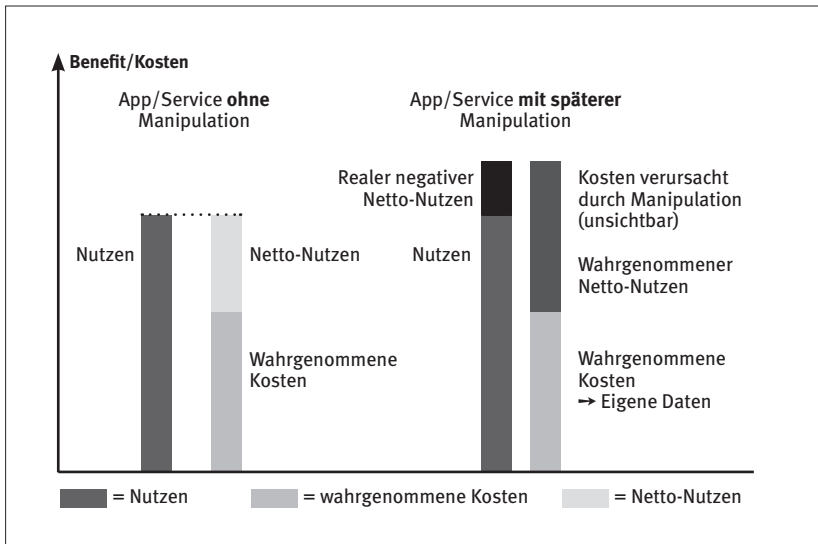 Benefit/Kosten
App/Service ohne
Manipulation
App/Service mit späterer
Manipulation
Realer negativer
Netto-Nutzen
Kosten verursacht
durch Manipulation
(unsichtbar)
Nutzen
Netto-Nutzen
Nutzen
Wahrgenommener
Netto-Nutzen
Wahrgenommene
Kosten
Wahrgenommene
Kosten
→ Eigene Daten
= Nutzen
= wahrgenommene Kosten
= Netto-Nutzen